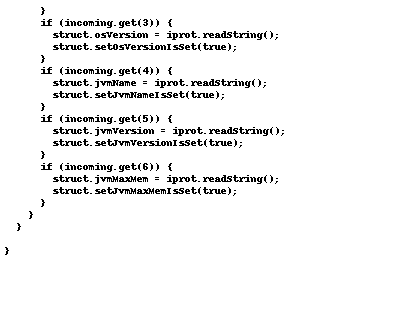 }
if (incoming.get(3)) {
struct.osVersion = iprot.readString();
struct.setOsVersionIsSet(true);
}
if (incoming.get(4)) {
struct.jvmName = iprot.readString();
struct.setJvmNameIsSet(true);
}
if (incoming.get(5)) {
struct.jvmVersion = iprot.readString();
struct.setJvmVersionIsSet(true);
}
if (incoming.get(6)) {
struct.jvmMaxMem = iprot.readString();
struct.setJvmMaxMemIsSet(true);
}
}
}
}